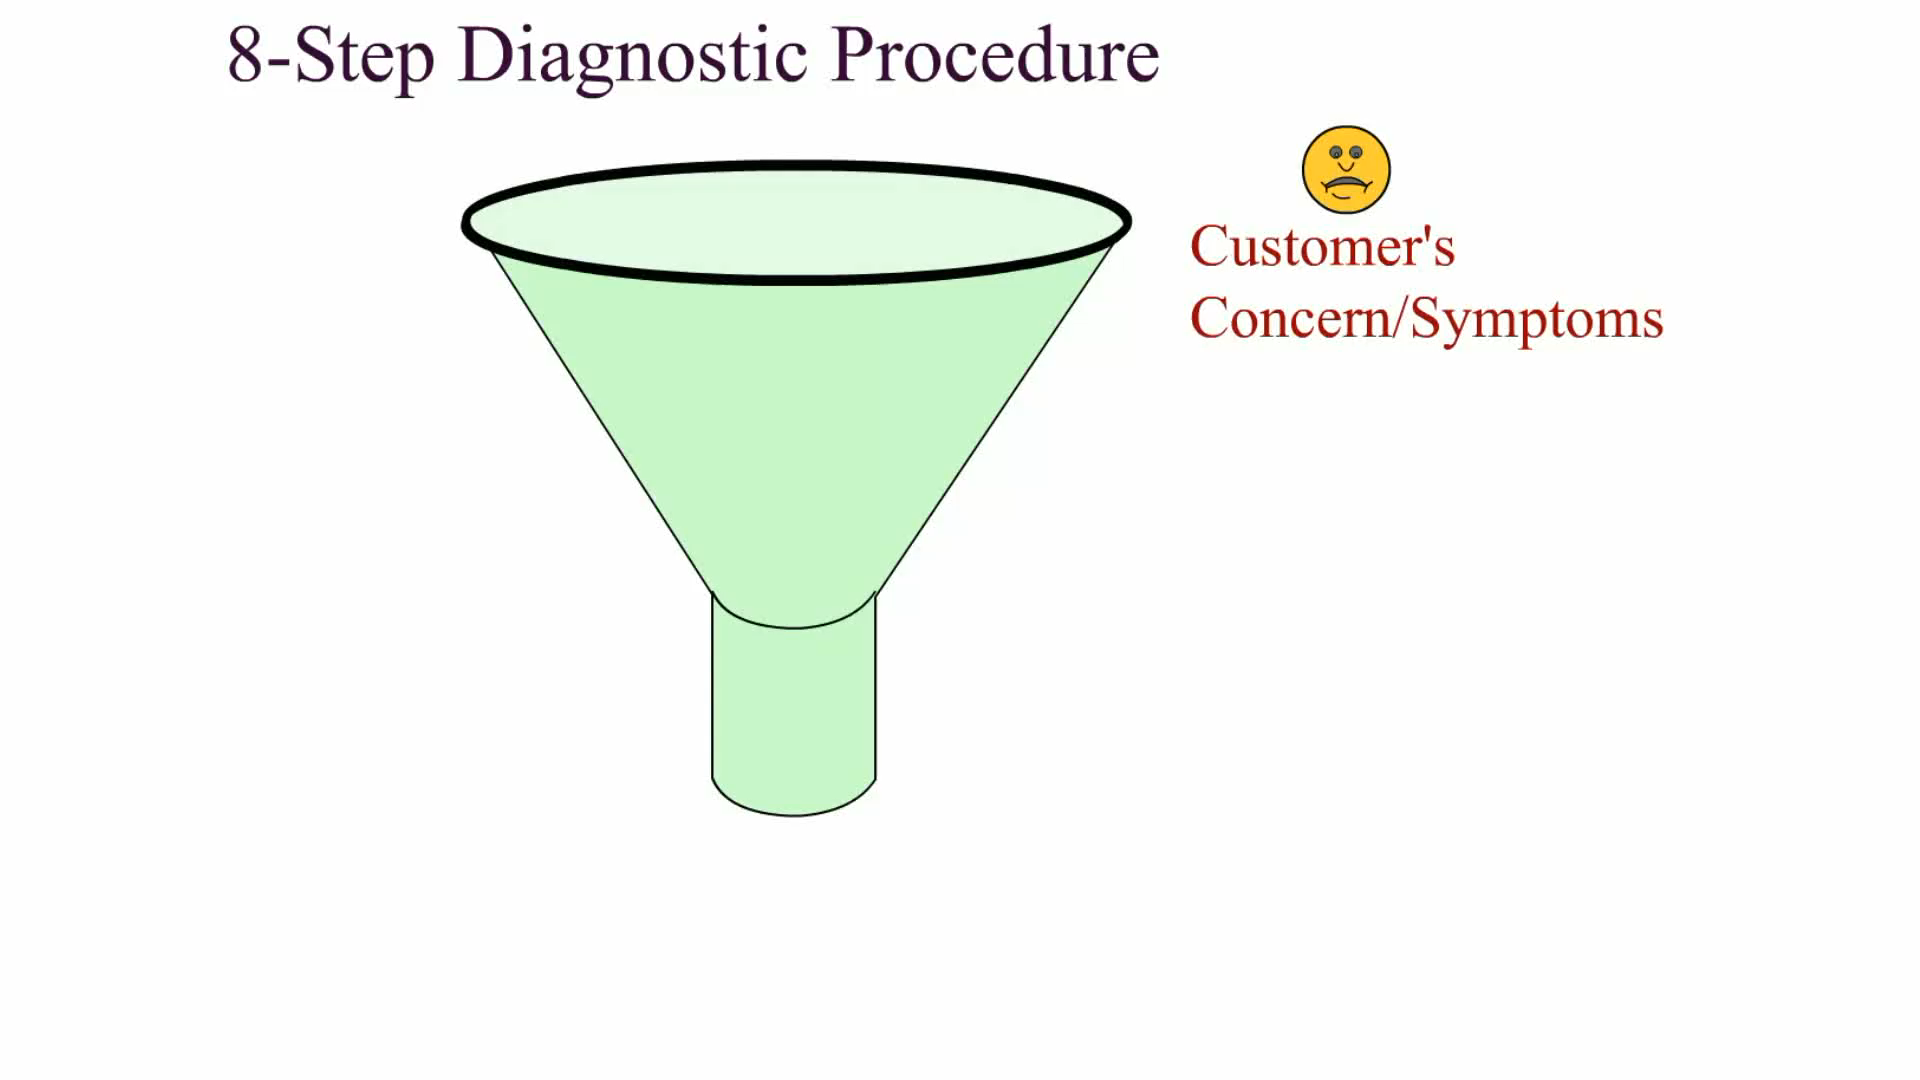 8-Step Diagnostic Procedure
Customer's
Concern/Symptoms